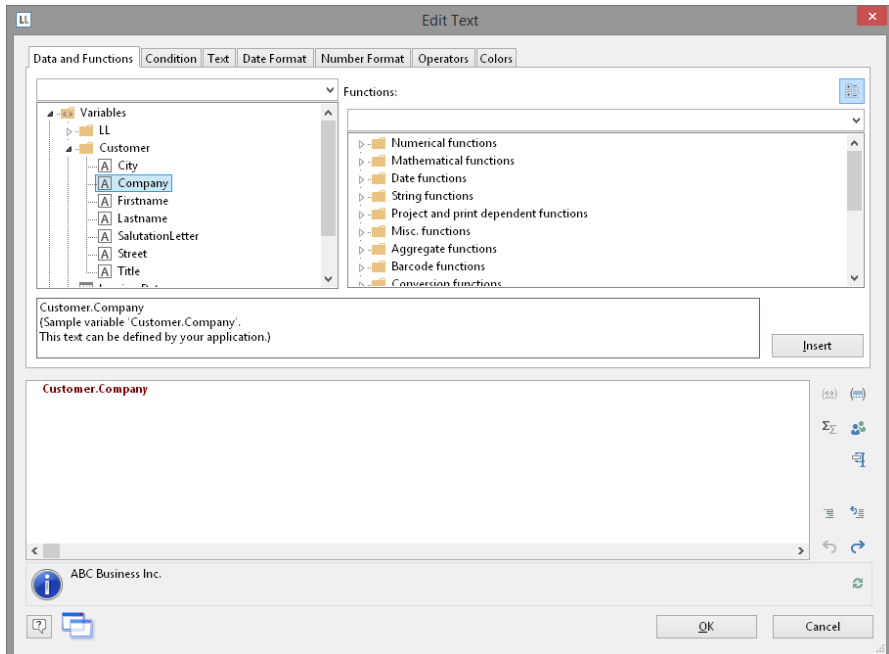 LL
Edit Text
Data and Functions
Condition
Text
Date Format
Number Format
Operators
Colors
Functions:
Variables
LL
Customer
City
A Company
A Firstname
A Lastname
A SalutationLetter
A Street
A Title
Numerical functions
Mathematical functions
Date functions
String functions
Project and print dependent functions
Misc. functions
Aggregate functions
Barcode functions
Conversion functions
Customer.Company
(Sample variable 'Customer.Company'.
This text can be defined by your application.)
Insert
Customer.Company
ABC Business Inc.
OK
Cancel